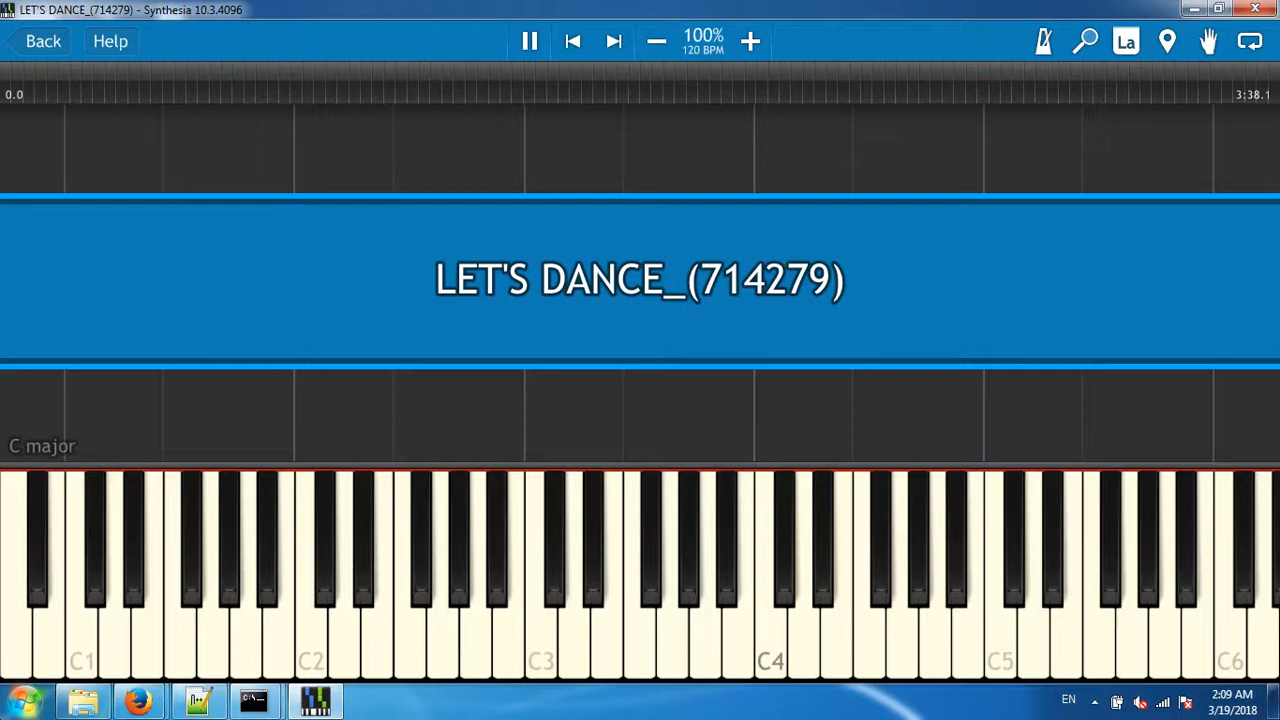 LET'S DANCE_(714279) - Synthesia 10.3.4096
Back
Help
100%
120 BPM
La
0.0
3:38.1
LET'S DANCE_(714279)
C major
C1
C2
C3
C4
C5
C6
EN
2:09 AM
3/19/2018